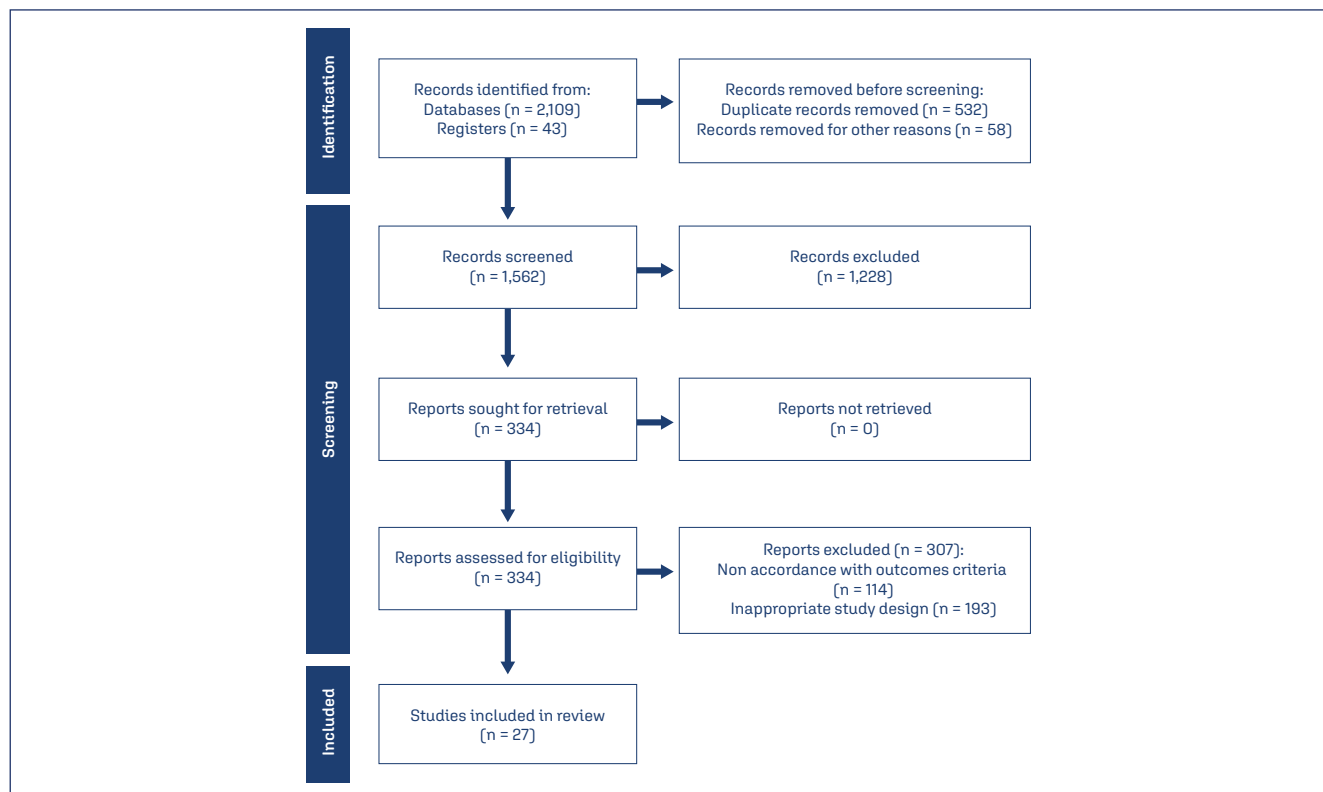 Identification
Records identified from:
Databases (n = 2,109)
Registers (n = 43)
Records removed before screening:
Duplicate records removed (n = 532)
Records removed for other reasons (n = 58)
Screening
Records screened
(n = 1,562)
Records excluded
(n = 1,228)
Reports sought for retrieval
(n = 334)
Reports not retrieved
(n = 0)
Reports assessed for eligibility
(n = 334)
Reports excluded (n = 307):
Non accordance with outcomes criteria
(n = 114)
Inappropriate study design (n = 193)
Included
Studies included in review
(n = 27)